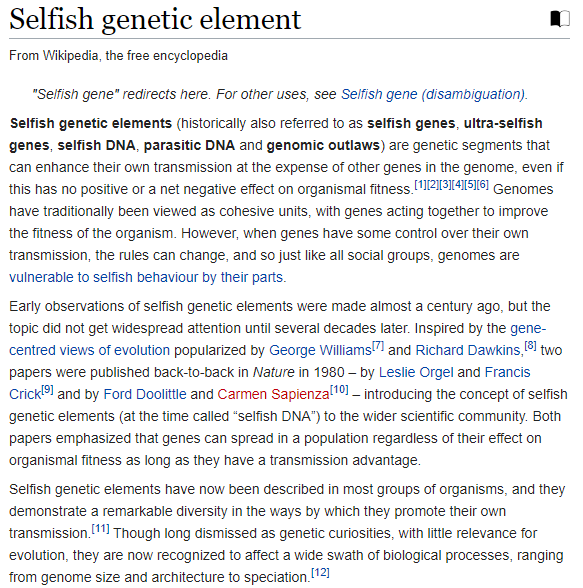 Selfish genetic element
From Wikipedia, the free encyclopedia
"Selfish gene" redirects here. For other uses, see Selfish gene (disambiguation).
Selfish genetic elements (historically also referred to as selfish genes, ultra-selfish
genes, selfish DNA, parasitic DNA and genomic outlaws) are genetic segments that
can enhance their own transmission at the expense of other genes in the genome, even if
this has no positive or a net negative effect on organismal fitness.[1][2][3][4][5][6] Genomes
have traditionally been viewed as cohesive units, with genes acting together to improve
the fitness of the organism. However, when genes have some control over their own
transmission, the rules can change, and so just like all social groups, genomes are
vulnerable to selfish behaviour by their parts.
Early observations of selfish genetic elements were made almost a century ago, but the
topic did not get widespread attention until several decades later. Inspired by the gene-
centred views of evolution popularized by George Williams[7] and Richard Dawkins,[8] two
papers were published back-to-back in Nature in 1980 – by Leslie Orgel and Francis
Crick[9] and by Ford Doolittle and Carmen Sapienza[10] – introducing the concept of selfish
genetic elements (at the time called “selfish DNA”) to the wider scientific community. Both
papers emphasized that genes can spread in a population regardless of their effect on
organismal fitness as long as they have a transmission advantage.
Selfish genetic elements have now been described in most groups of organisms, and they
demonstrate a remarkable diversity in the ways by which they promote their own
transmission.[11] Though long dismissed as genetic curiosities, with little relevance for
evolution, they are now recognized to affect a wide swath of biological processes, ranging
from genome size and architecture to speciation.[12]